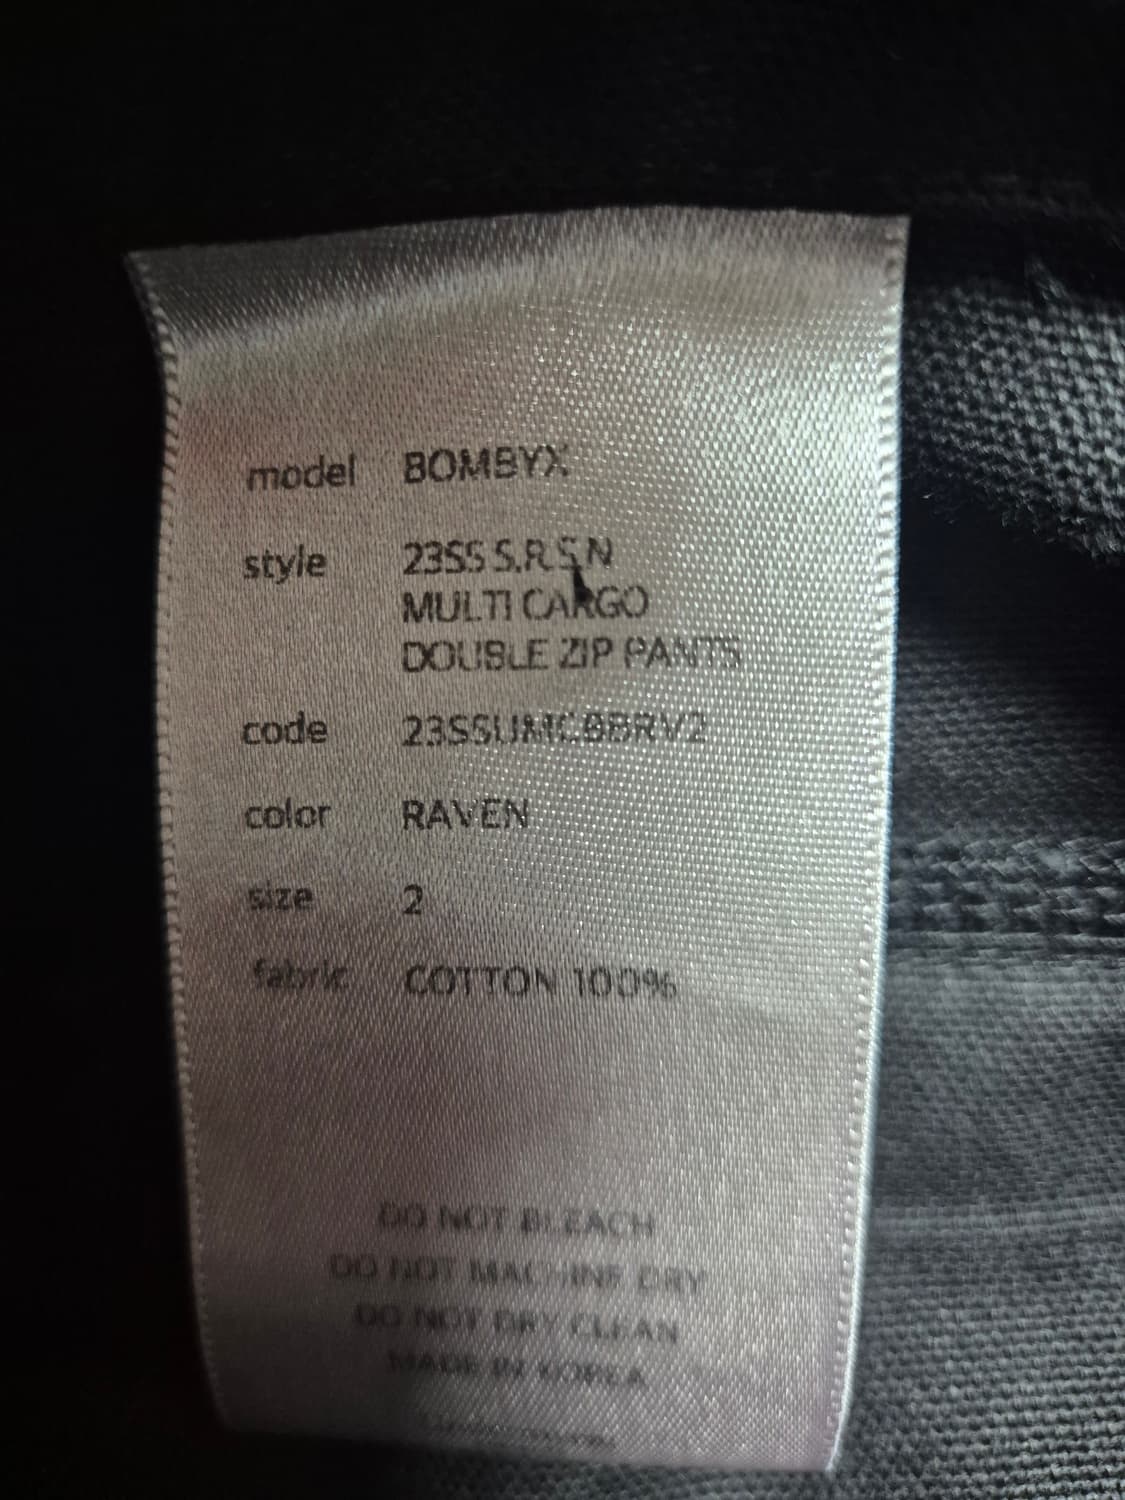 model BOMBYX
style 23SS S.R.S.N
MULTI CARGO
DOUBLE ZIP PANTS
code 23SSUMCBBRV2
color RAVEN
size 2
fabric COTTON 100%
DO NOT BLEACH
DO NOT MACHINE DRY
DO NOT DRY CLEAN
MADE IN KOREA